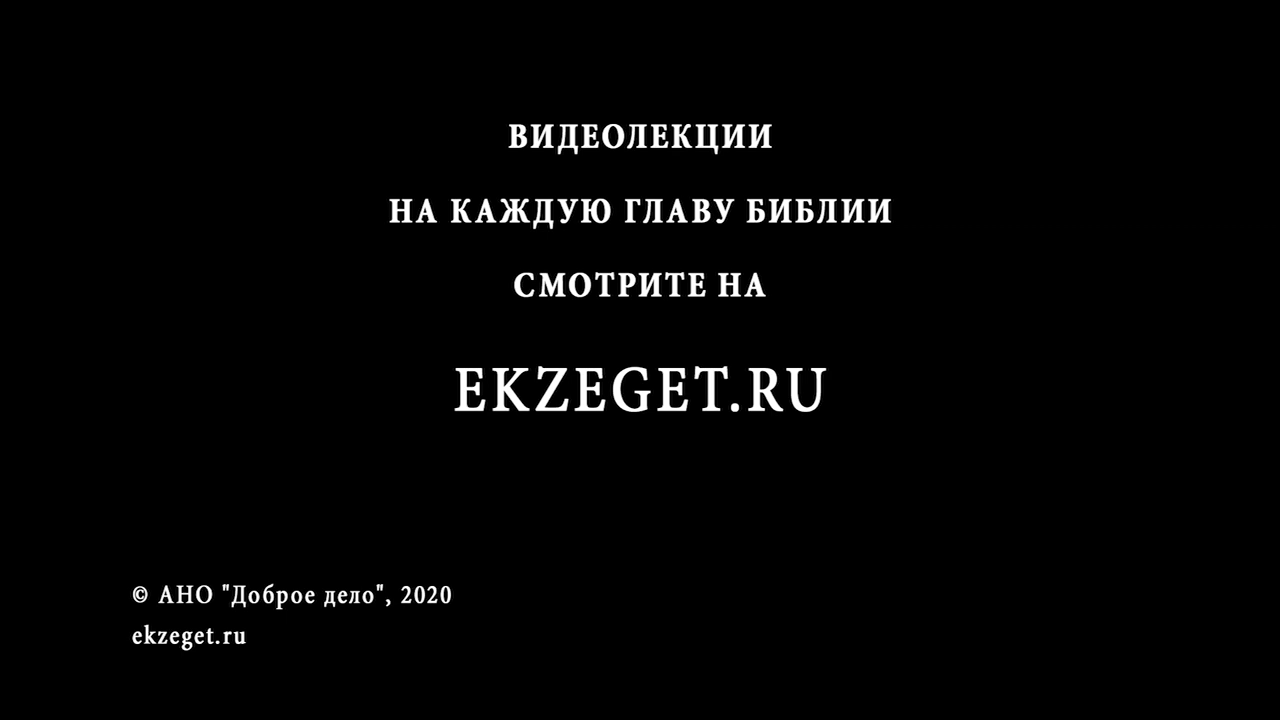 ВИДЕОЛЕКЦИИ
НА КАЖДУЮ ГЛАВУ БИБЛИИ
СМОТРИТЕ НА
EKZEGET.RU
© АНО "Доброе дело", 2020
ekzeget.ru